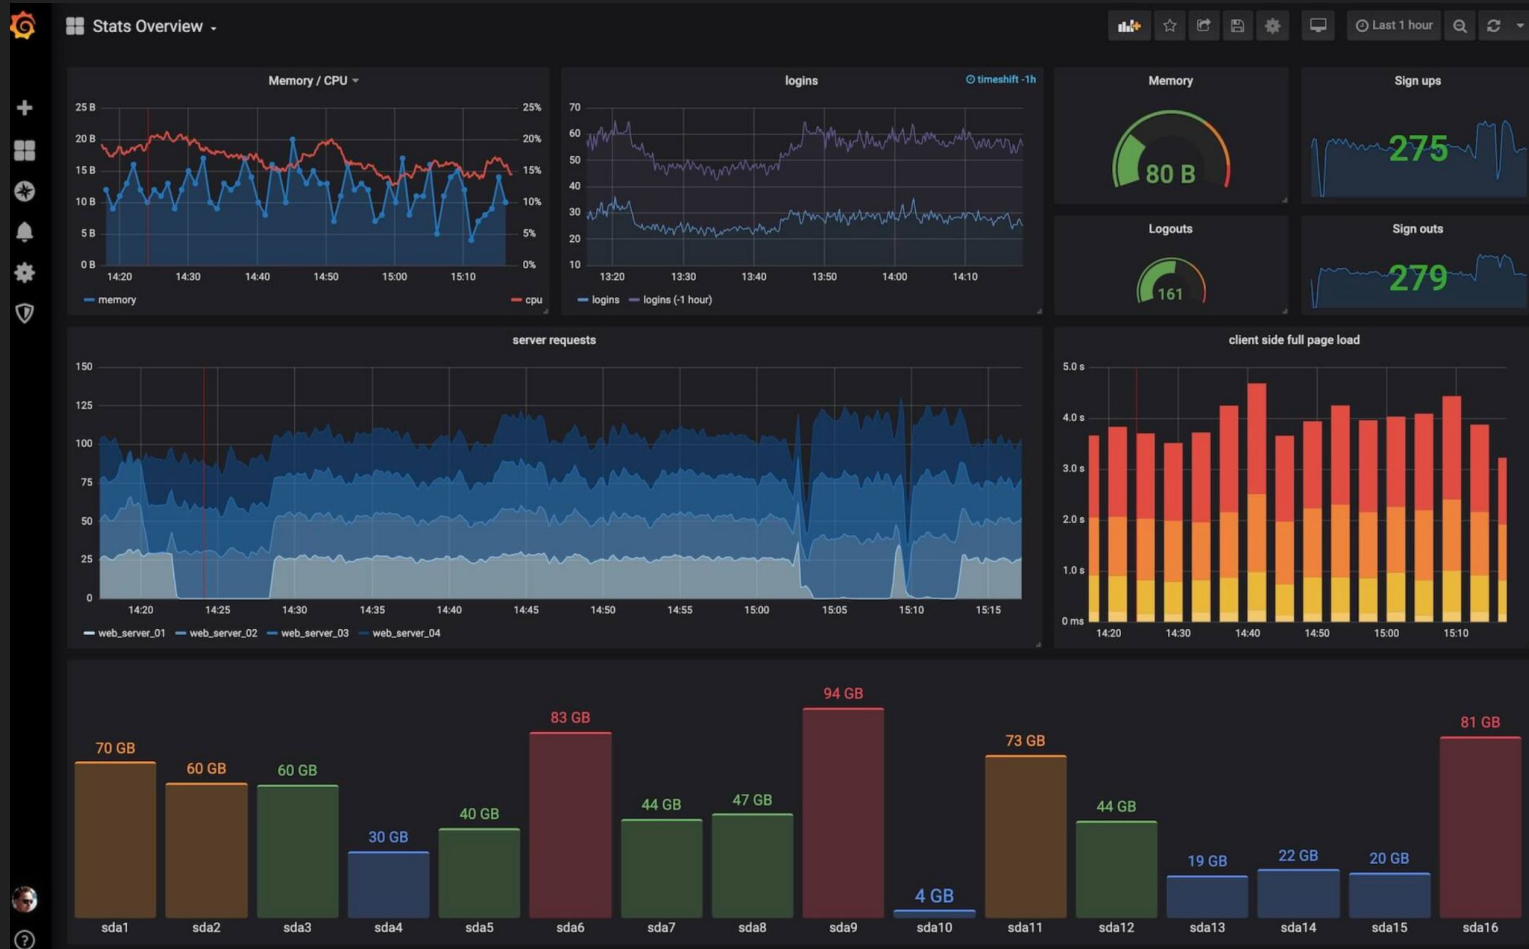 Stats Overview
Last 1 hour
Memory / CPU
25 B
20 B
15 B
10 B
5 B
0 B
25%
20%
15%
10%
5%
0%
14:20 14:30 14:40 14:50 15:00 15:10
memory cpu
logins
timeshift -1h
70
60
50
40
30
20
10
13:20 13:30 13:40 13:50 14:00 14:10
logins logins (-1 hour)
Memory
80 B
Sign ups
275
Logouts
161
Sign outs
279
server requests
150
125
100
75
50
25
0
14:20 14:25 14:30 14:35 14:40 14:45 14:50 14:55 15:00 15:05 15:10 15:15
web_server_01 web_server_02 web_server_03 web_server_04
client side full page load
5.0 s
4.0 s
3.0 s
2.0 s
1.0 s
0 ms
14:20 14:30 14:40 14:50 15:00 15:10
70 GB 60 GB 60 GB 30 GB 40 GB 83 GB 44 GB 47 GB 94 GB 4 GB 73 GB 44 GB 19 GB 22 GB 20 GB 81 GB
sda1 sda2 sda3 sda4 sda5 sda6 sda7 sda8 sda9 sda10 sda11 sda12 sda13 sda14 sda15 sda16